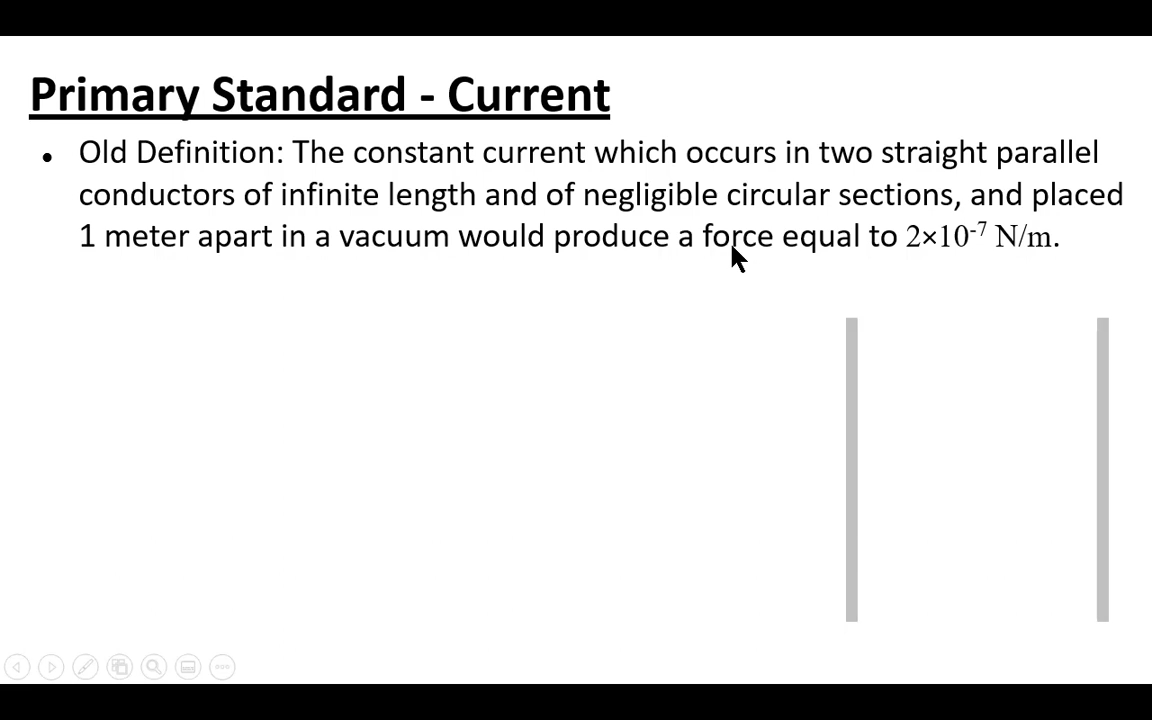 Primary Standard - Current
• Old Definition: The constant current which occurs in two straight parallel
conductors of infinite length and of negligible circular sections, and placed
1 meter apart in a vacuum would produce a force equal to 2×10⁻⁷ N/m.